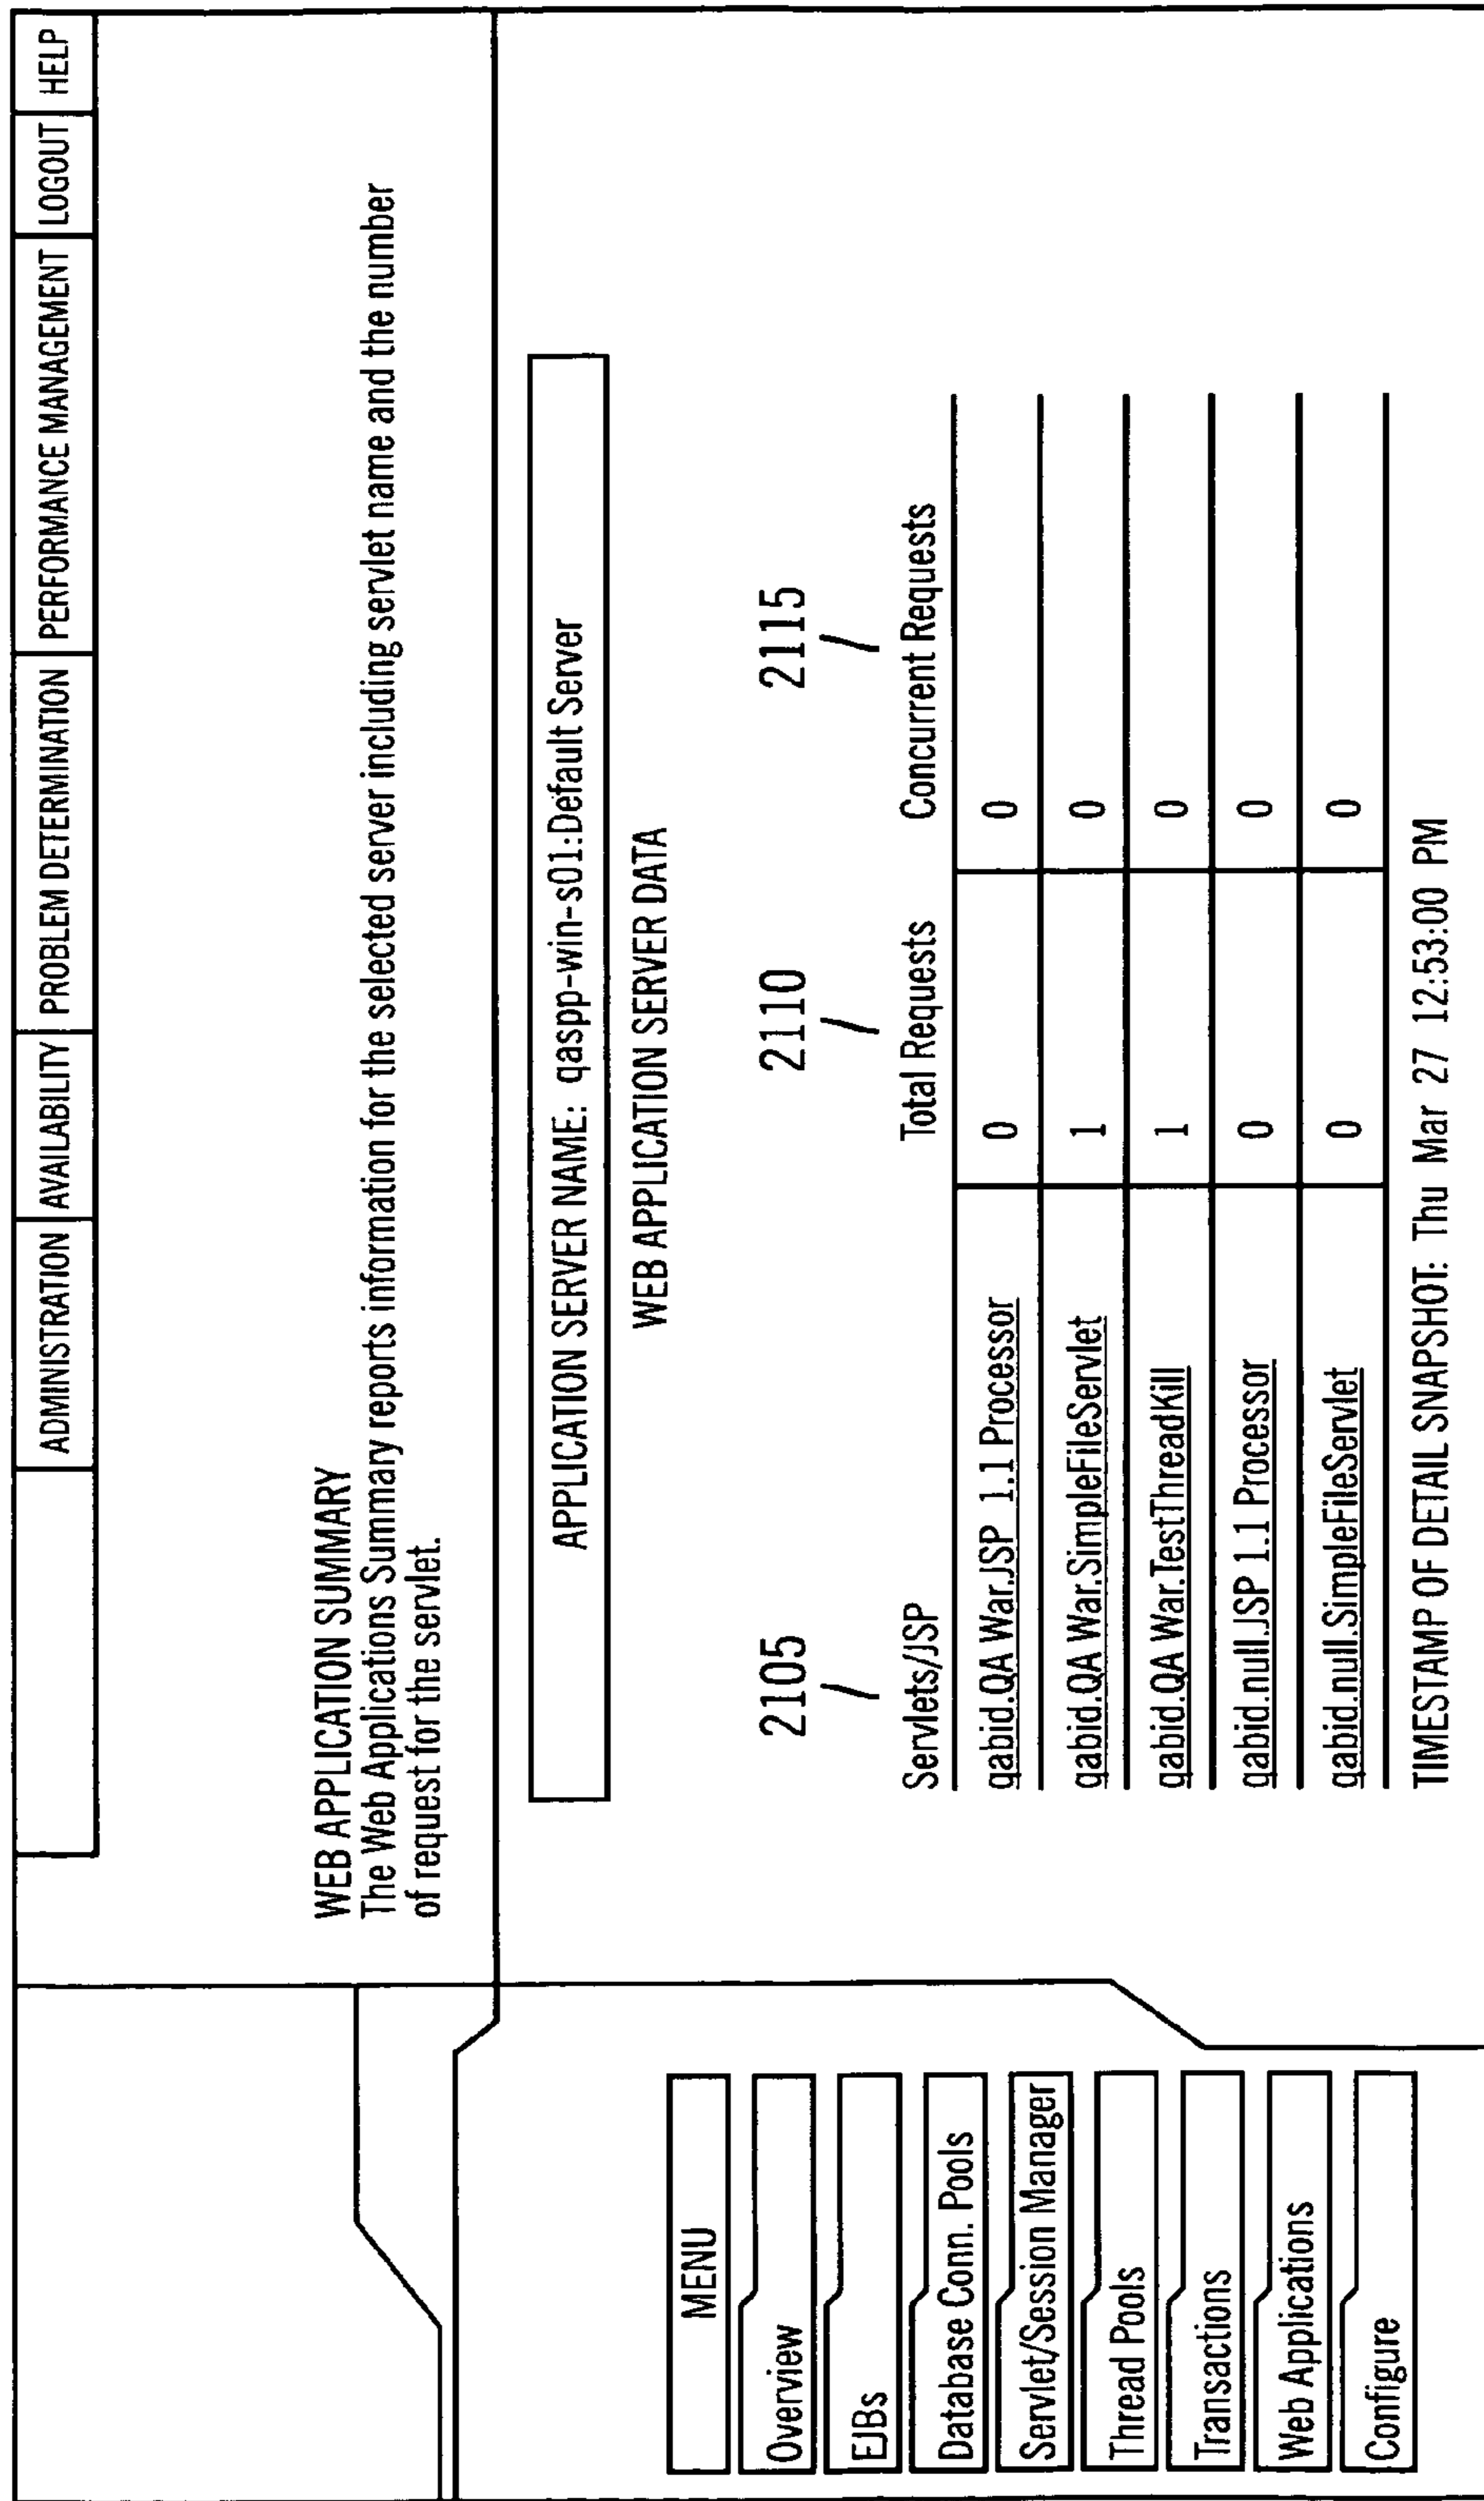 ADMINISTRATION AVAILABILITY PROBLEM DETERMINATION PERFORMANCE MANAGEMENT LOGOUT HELP
WEB APPLICATION SUMMARY
The Web Applications Summary reports information for the selected server including servlet name and the number
of request for the servlet.
MENU
Overview
EJBs
Database Conn. Pools
Servlet/Session Manager
Thread Pools
Transactions
Web Applications
Configure
APPLICATION SERVER NAME: qaspp-win-s01:Default Server
WEB APPLICATION SERVER DATA
2105 2110 2115
Servlets/JSP Total Requests Concurrent Requests
qabid.QA War.JSP 1.1 Processor 0 0
qabid.QA War.SimpleFileServlet 1 0
qabid.QA War.TestThreadKill 1 0
qabid.null.JSP 1.1 Processor 0 0
qabid.null.SimpleFileServlet 0 0
TIMESTAMP OF DETAIL SNAPSHOT: Thu Mar 27 12:53:00 PM